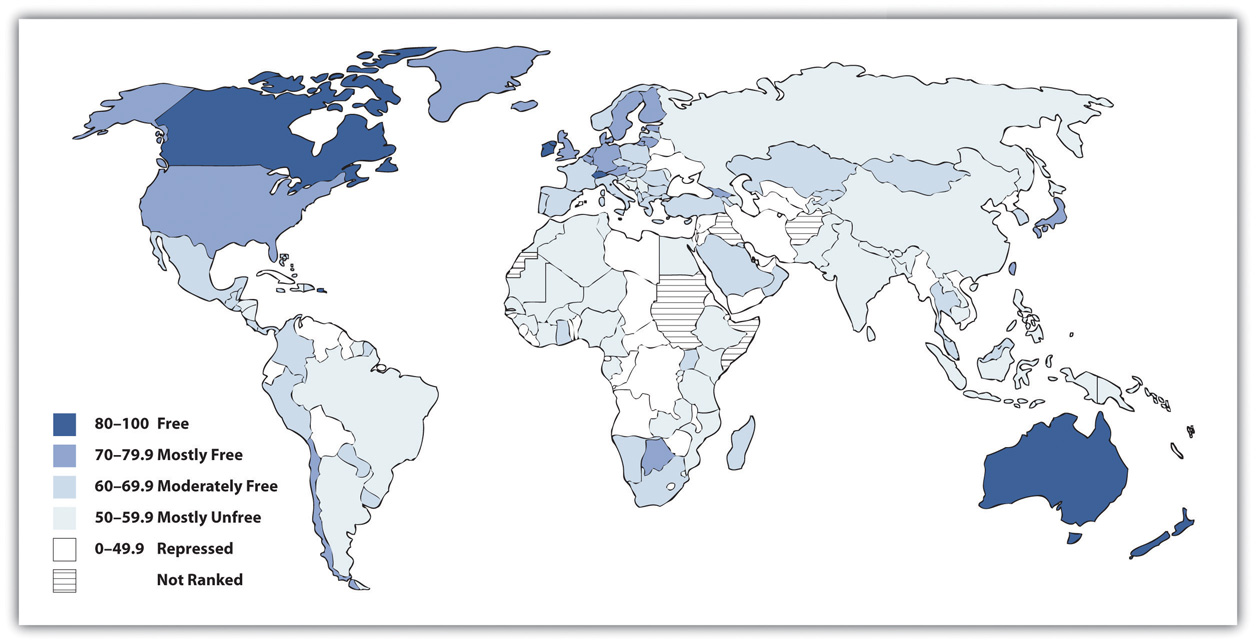 80–100 Free
70–79.9 Mostly Free
60–69.9 Moderately Free
50–59.9 Mostly Unfree
0–49.9 Repressed
Not Ranked